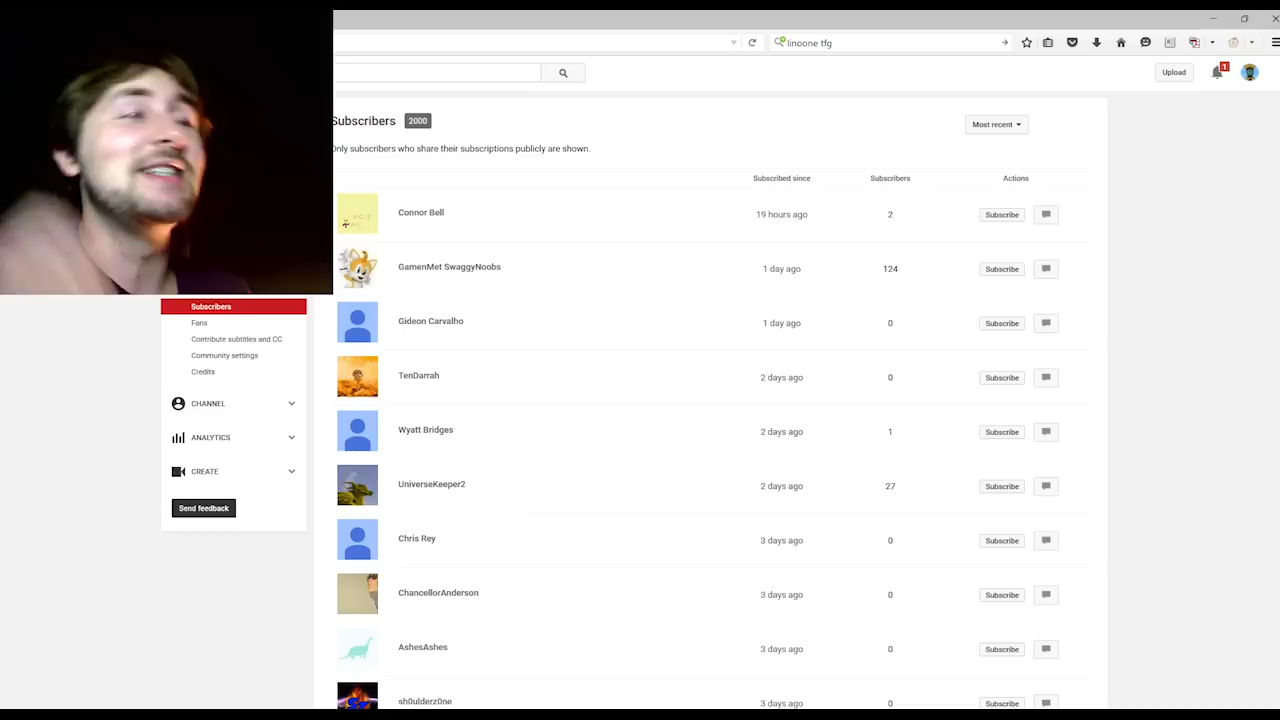 linoone tfg
Upload
1
Subscribers 2000
Most recent
Only subscribers who share their subscriptions publicly are shown.
Subscribed since Subscribers Actions
Connor Bell 19 hours ago 2 Subscribe
GamenMet SwaggyNoobs 1 day ago 124 Subscribe
Gideon Carvalho 1 day ago 0 Subscribe
TenDarrah 2 days ago 0 Subscribe
Wyatt Bridges 2 days ago 1 Subscribe
UniverseKeeper2 2 days ago 27 Subscribe
Chris Rey 3 days ago 0 Subscribe
ChancellorAnderson 3 days ago 0 Subscribe
AshesAshes 3 days ago 0 Subscribe
sh0ulderz0ne 3 days ago 0 Subscribe
Subscribers
Fans
Contribute subtitles and CC
Community settings
Credits
CHANNEL
ANALYTICS
CREATE
Send feedback